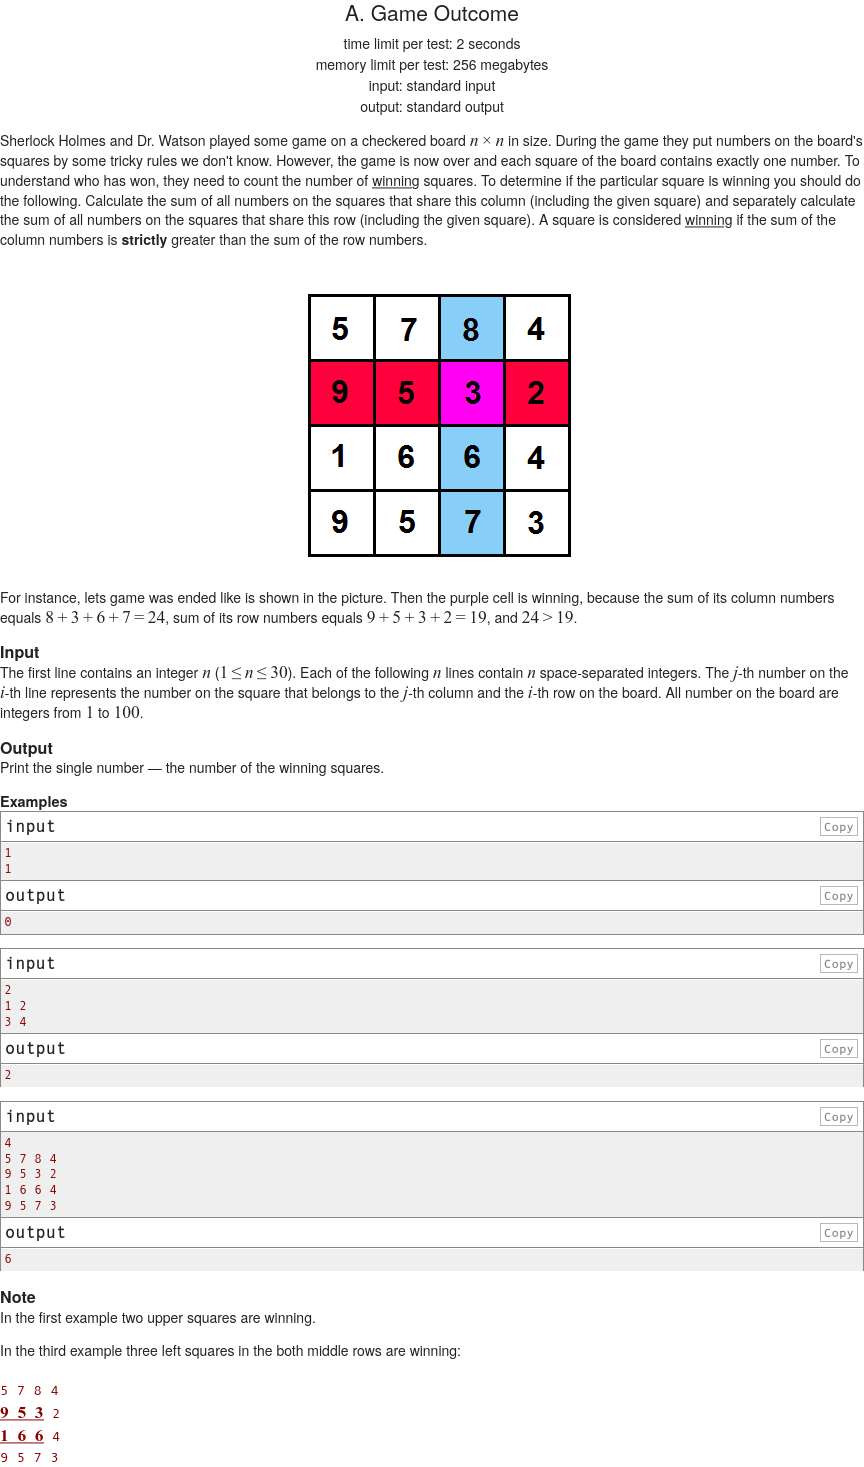 A. Game Outcome
time limit per test: 2 seconds
memory limit per test: 256 megabytes
input: standard input
output: standard output
Sherlock Holmes and Dr. Watson played some game on a checkered board n × n in size. During the game they put numbers on the board's
squares by some tricky rules we don't know. However, the game is now over and each square of the board contains exactly one number. To
understand who has won, they need to count the number of winning squares. To determine if the particular square is winning you should do
the following. Calculate the sum of all numbers on the squares that share this column (including the given square) and separately calculate
the sum of all numbers on the squares that share this row (including the given square). A square is considered winning if the sum of the
column numbers is strictly greater than the sum of the row numbers.
5 7 8 4
9 5 3 2
1 6 6 4
9 5 7 3
For instance, lets game was ended like is shown in the picture. Then the purple cell is winning, because the sum of its column numbers
equals 8 + 3 + 6 + 7 = 24, sum of its row numbers equals 9 + 5 + 3 + 2 = 19, and 24 > 19.
Input
The first line contains an integer n (1 ≤ n ≤ 30). Each of the following n lines contain n space-separated integers. The j-th number on the
i-th line represents the number on the square that belongs to the j-th column and the i-th row on the board. All number on the board are
integers from 1 to 100.
Output
Print the single number — the number of the winning squares.
Examples
input Copy
1
1
output Copy
0
input Copy
2
1 2
3 4
output Copy
2
input Copy
4
5 7 8 4
9 5 3 2
1 6 6 4
9 5 7 3
output Copy
6
Note
In the first example two upper squares are winning.
In the third example three left squares in the both middle rows are winning:
5 7 8 4
9 5 3 2
1 6 6 4
9 5 7 3